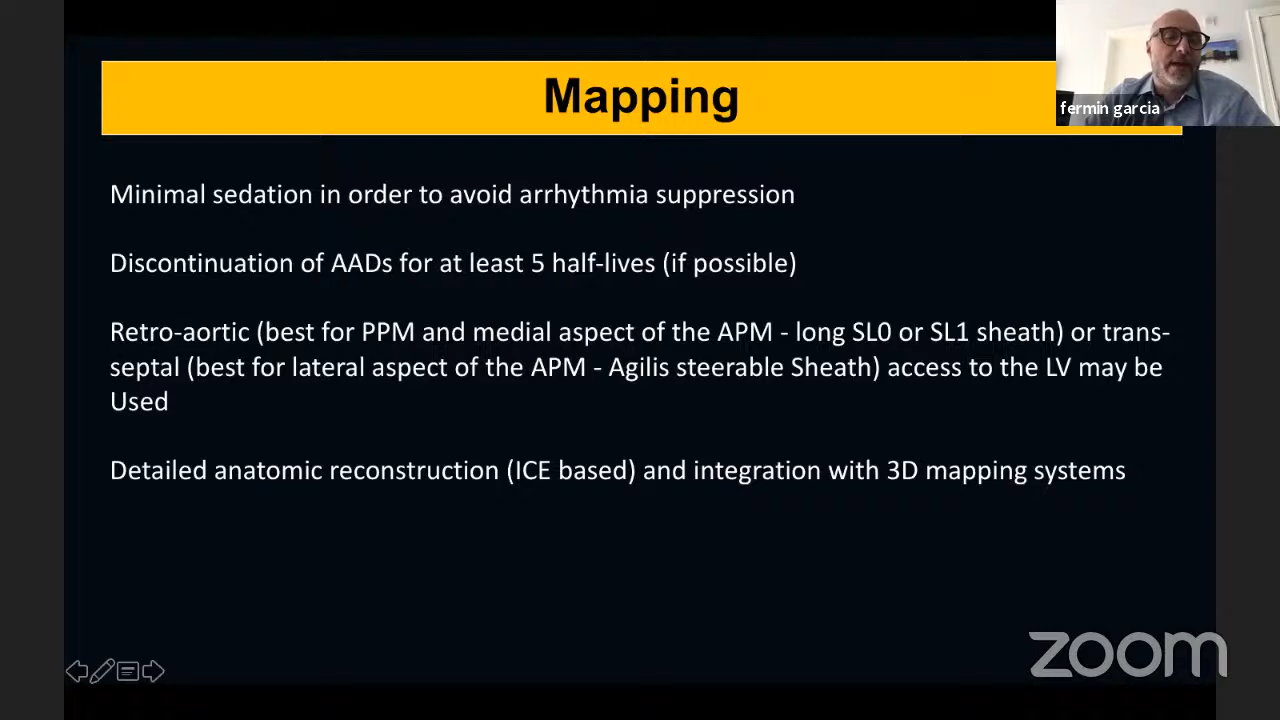 Mapping
fermin garcia
Minimal sedation in order to avoid arrhythmia suppression
Discontinuation of AADs for at least 5 half-lives (if possible)
Retro-aortic (best for PPM and medial aspect of the APM - long SL0 or SL1 sheath) or trans-
septal (best for lateral aspect of the APM - Agilis steerable Sheath) access to the LV may be
Used
Detailed anatomic reconstruction (ICE based) and integration with 3D mapping systems
zoom